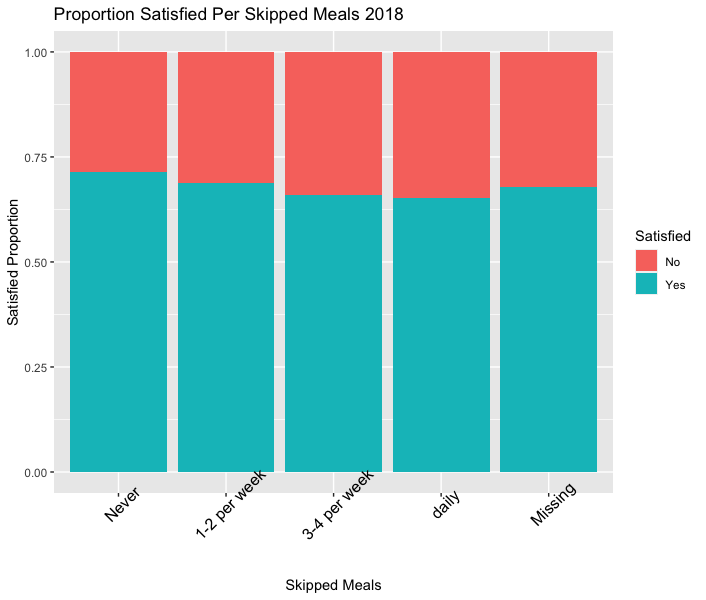 Proportion Satisfied Per Skipped Meals 2018
Satisfied Proportion
1.00
0.75
0.50
0.25
0.00
Never
1-2 per week
3-4 per week
daily
Missing
Skipped Meals
Satisfied
No
Yes